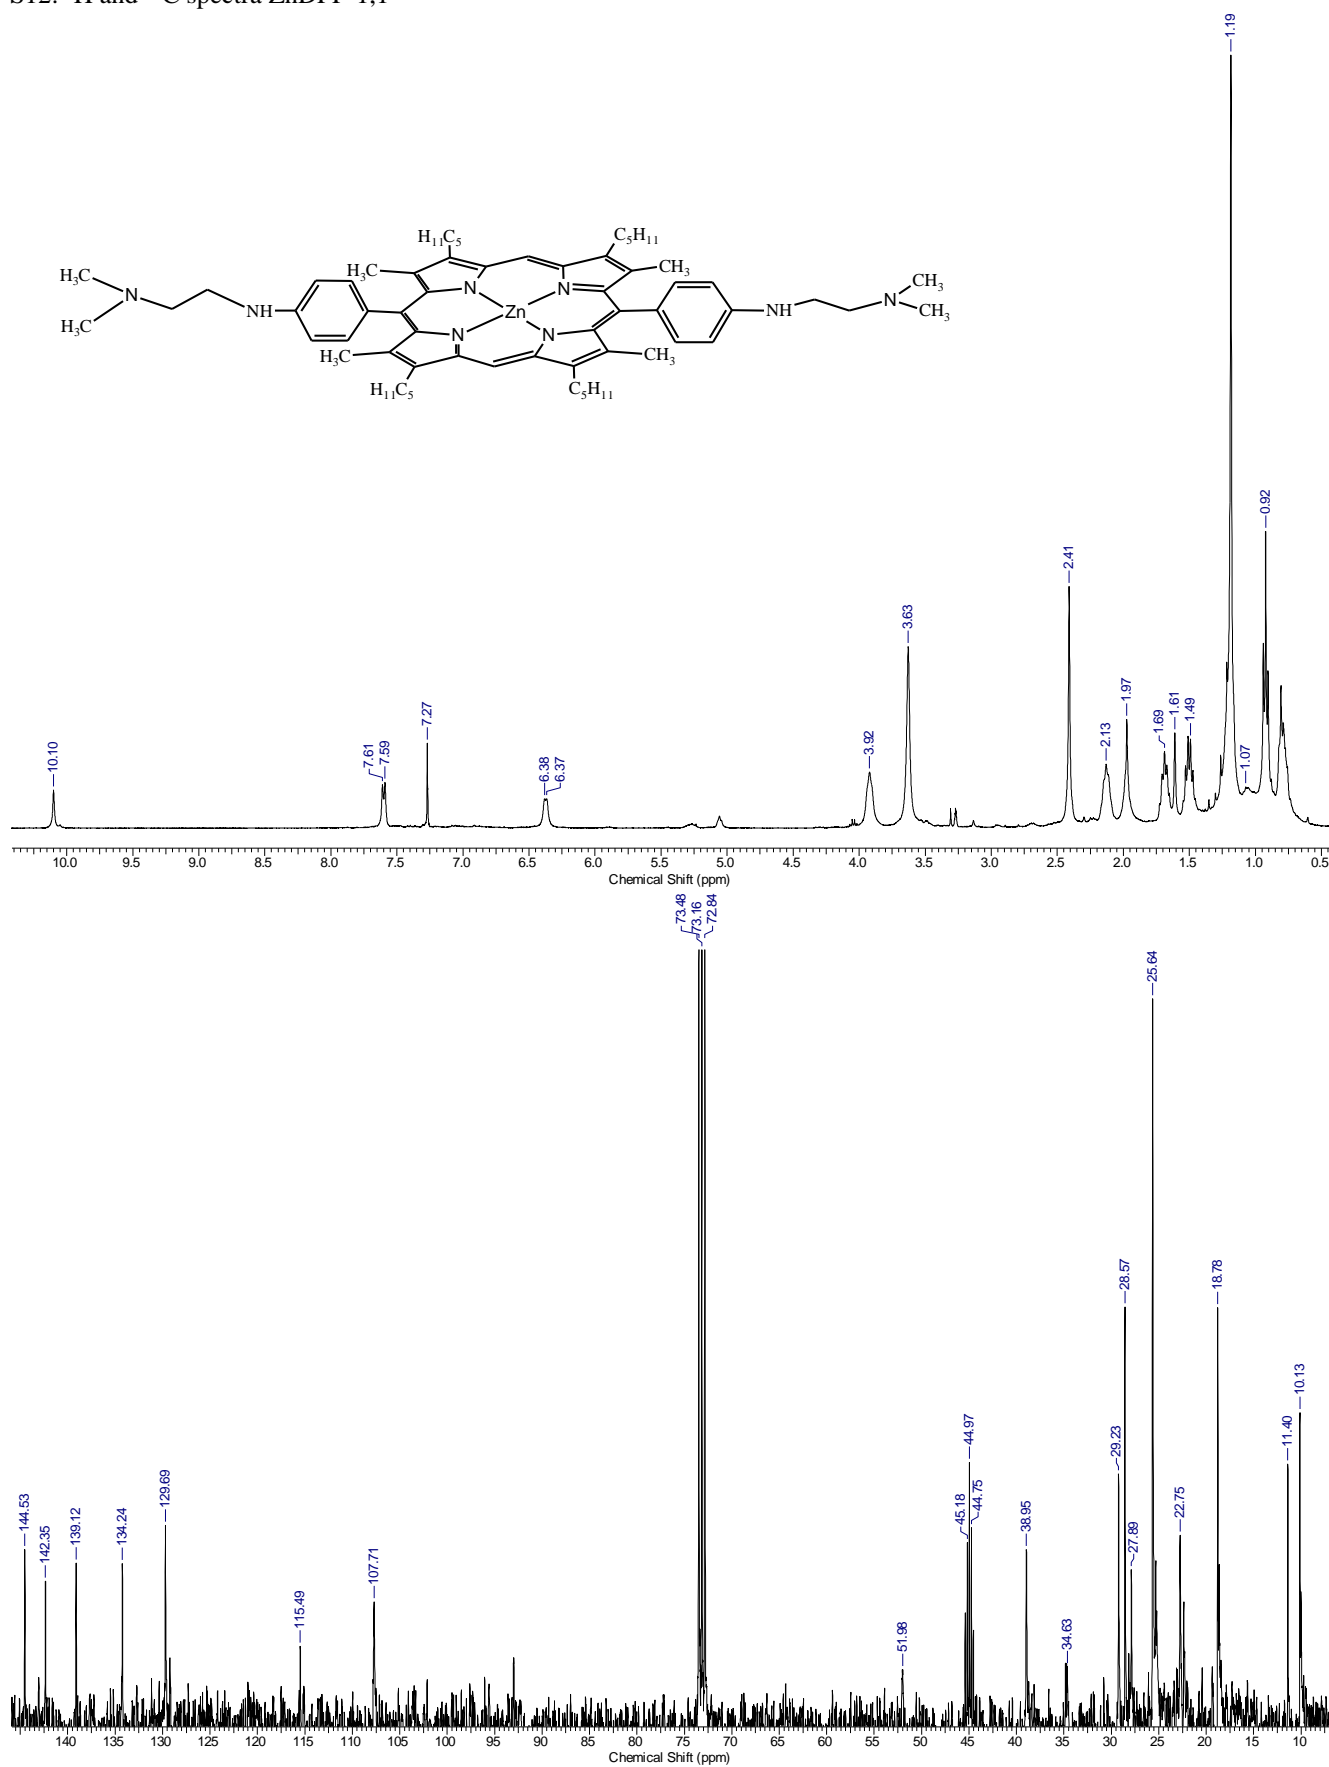 1.19
0.92
2.41
3.63
H₁₁C₅
C₅H₁₁
H₃C
H₃C
CH₃
CH₃
N
NH
N
N
Zn
NH
N
H₃C
CH₃
N
N
H₃C
CH₃
H₁₁C₅
C₅H₁₁
10.10
7.61
7.59
7.27
6.38
6.37
3.92
2.13
1.97
1.69
1.61
1.49
1.07
10.0 9.5 9.0 8.5 8.0 7.5 7.0 6.5 6.0 5.5 5.0 4.5 4.0 3.5 3.0 2.5 2.0 1.5 1.0 0.5
Chemical Shift (ppm)
73.48
73.16
72.84
25.64
28.57
18.78
10.13
11.40
29.23
44.97
45.18
44.75
38.95
27.89
22.75
144.53
142.35
139.12
134.24
129.69
115.49
107.71
51.98
34.63
140 135 130 125 120 115 110 105 100 95 90 85 80 75 70 65 60 55 50 45 40 35 30 25 20 15 10
Chemical Shift (ppm)